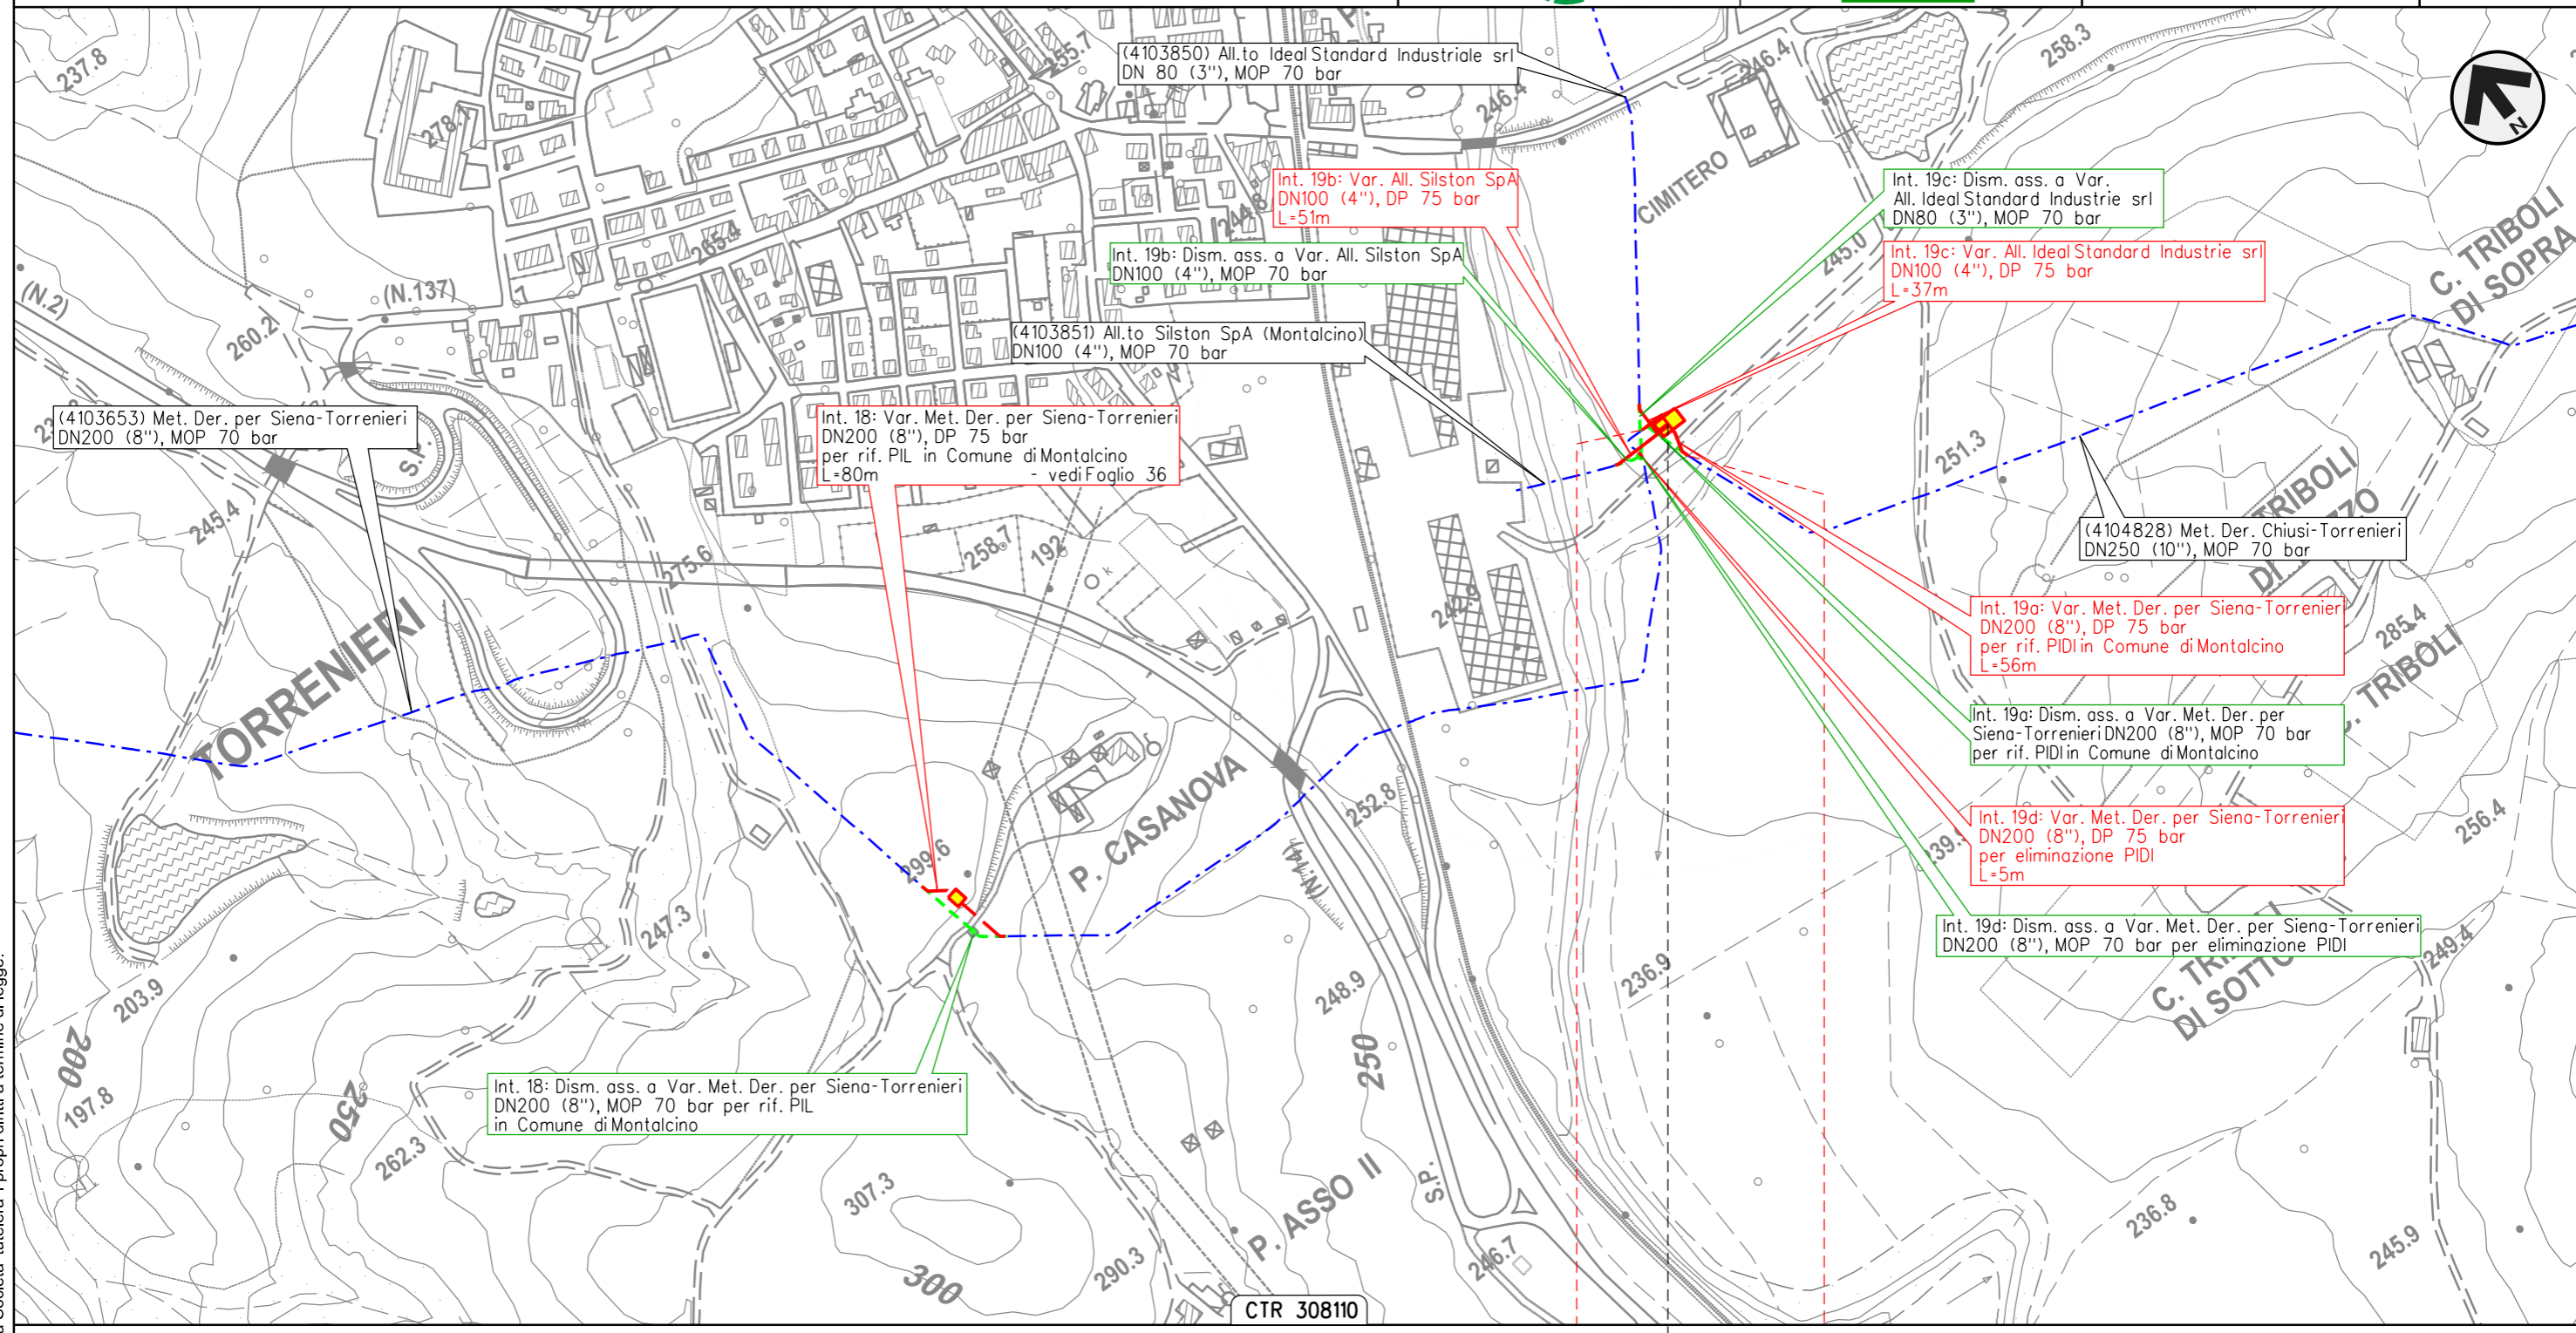 (4103850) All.to Ideal Standard Industriale srl
DN 80 (3"), MOP 70 bar
Int. 19b: Var. All. Silston SpA
DN100 (4"), DP 75 bar
L=51m
Int. 19b: Dism. ass. a Var. All. Silston SpA
DN100 (4"), MOP 70 bar
(4103851) All.to Silston SpA (Montalcino)
DN100 (4"), MOP 70 bar
Int. 19c: Dism. ass. a Var.
All. Ideal Standard Industrie srl
DN80 (3"), MOP 70 bar
Int. 19c: Var. All. Ideal Standard Industrie srl
DN100 (4"), DP 75 bar
L=37m
(4103653) Met. Der. per Siena-Torrenieri
DN200 (8"), MOP 70 bar
Int. 18: Var. Met. Der. per Siena-Torrenieri
DN200 (8"), DP 75 bar
per rif. PIL in Comune di Montalcino
L=80m - vedi Foglio 36
(4104828) Met. Der. Chiusi-Torrenieri
DN250 (10"), MOP 70 bar
Int. 19a: Var. Met. Der. per Siena-Torrenieri
DN200 (8"), DP 75 bar
per rif. PIDI in Comune di Montalcino
L=56m
Int. 19a: Dism. ass. a Var. Met. Der. per
Siena-Torrenieri DN200 (8"), MOP 70 bar
per rif. PIDI in Comune di Montalcino
Int. 19d: Var. Met. Der. per Siena-Torrenieri
DN200 (8"), DP 75 bar
per eliminazione PIDI
L=5m
Int. 19d: Dism. ass. a Var. Met. Der. per Siena-Torrenieri
DN200 (8"), MOP 70 bar per eliminazione PIDI
Int. 18: Dism. ass. a Var. Met. Der. per Siena-Torrenieri
DN200 (8"), MOP 70 bar per rif. PIL
in Comune di Montalcino
CTR 308110
N
TORRENIERI
CIMITERO
P. CASANOVA
P. ASSO II
C. TRIBOLI
DI SOPRA
TRIBOLI
C. TRIBOLI
DI SOTTO
S.P.
S.P.
(N.2)
(N.137)
237.8
278.1
255.7
246.4
246.4
258.3
244.8
265.4
245.0
260.2
245.4
275.6
258.7
192
242.9
251.3
285.4
256.4
249.4
252.8
299.6
247.3
203.9
200
197.8
250
262.3
307.3
300
290.3
248.9
250
246.7
236.9
236.8
245.9